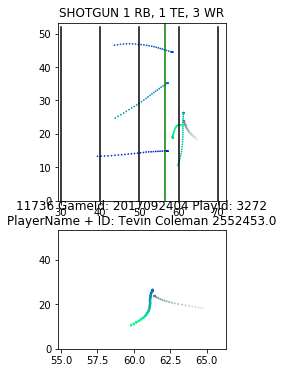 SHOTGUN 1 RB, 1 TE, 3 WR
50
40
30
20
10
0
30 40 50 60 70
11736 GameId: 2017092404 PlayId: 3272
PlayerName + ID: Tevin Coleman 2552453.0
40
20
0
55.0 57.5 60.0 62.5 65.0